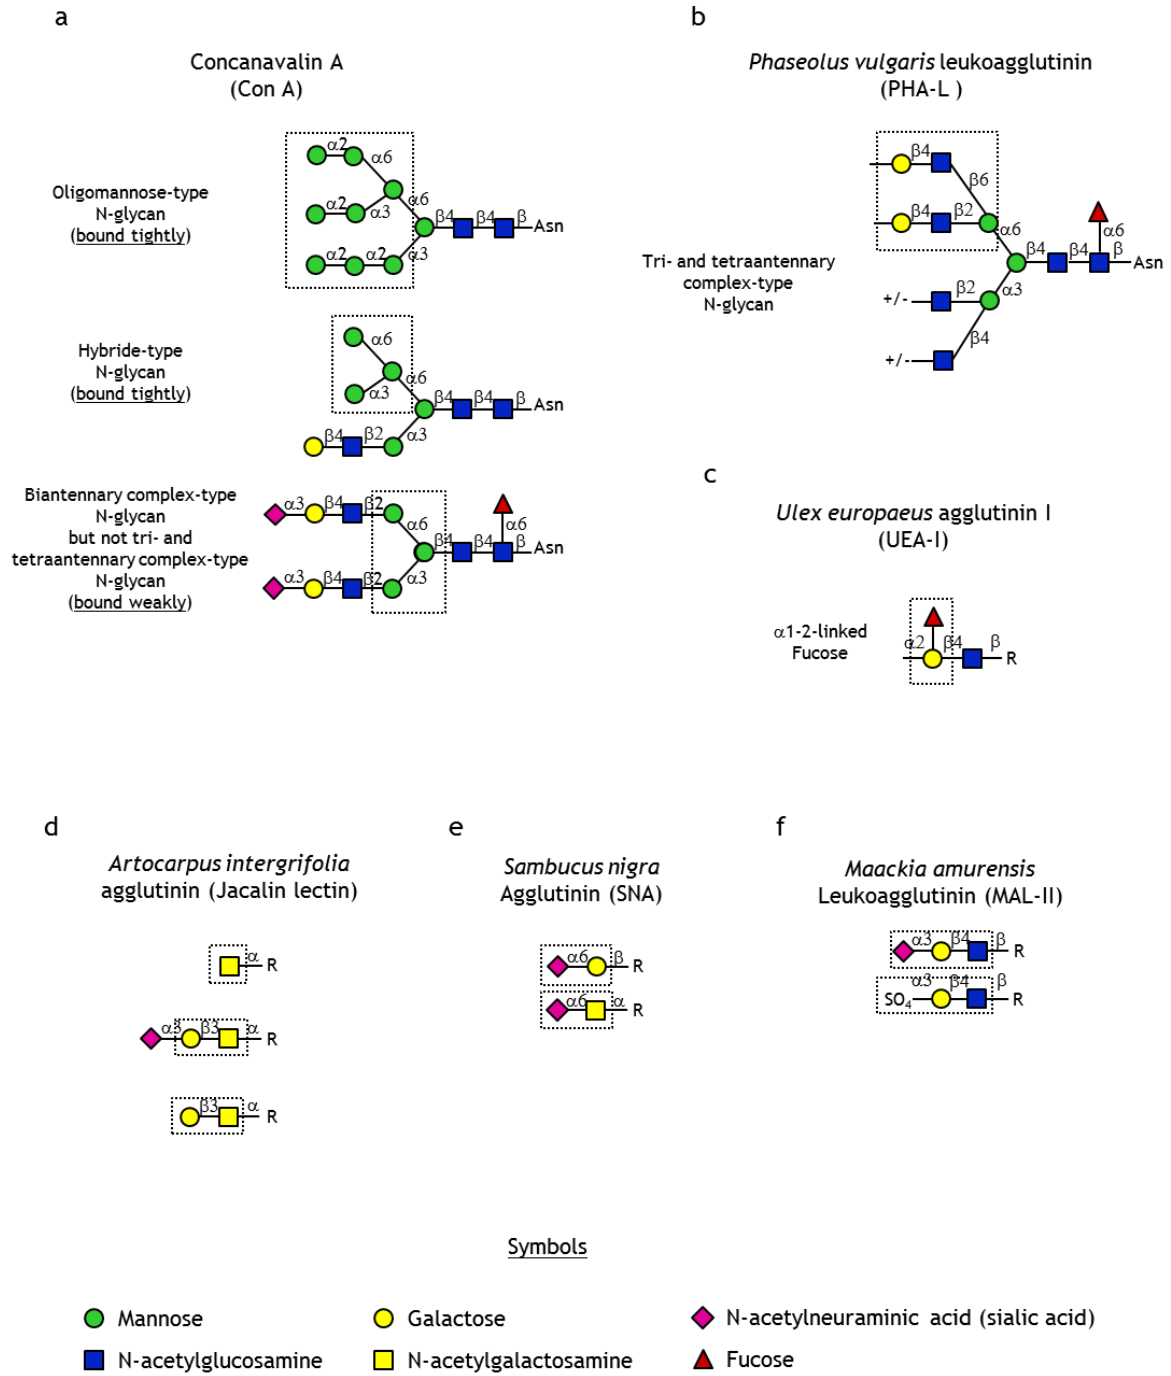 a
Concanavalin A
(Con A)
Oligomannose-type
N-glycan
(bound tightly)
α2 α6
α2 α3 α6
α2 α2 α3 β4 β4 β Asn
Hybride-type
N-glycan
(bound tightly)
α6
α3 α6
β4 β2 α3 β4 β4 β Asn
Biantennary complex-type
N-glycan
but not tri- and
tetraantennary complex-type
N-glycan
(bound weakly)
α3 β4 β2 α6
α3 β4 β2 α3 β4 β4 α6 β Asn
b
Phaseolus vulgaris leukoagglutinin
(PHA-L )
Tri- and tetraantennary
complex-type
N-glycan
β4 β6
β4 β2 α6
β4 β4 α6 β Asn
+/- β2 α3
+/- β4
c
Ulex europaeus agglutinin I
(UEA-I)
α1-2-linked
Fucose
α2 β4 β R
d
Artocarpus intergrifolia
agglutinin (Jacalin lectin)
α R
α3 β3 α R
β3 α R
e
Sambucus nigra
Agglutinin (SNA)
α6 β R
α6 α R
f
Maackia amurensis
Leukoagglutinin (MAL-II)
α3 β4 β R
SO4 α3 β4 β R
Symbols
Mannose
Galactose
N-acetylneuraminic acid (sialic acid)
N-acetylglucosamine
N-acetylgalactosamine
Fucose